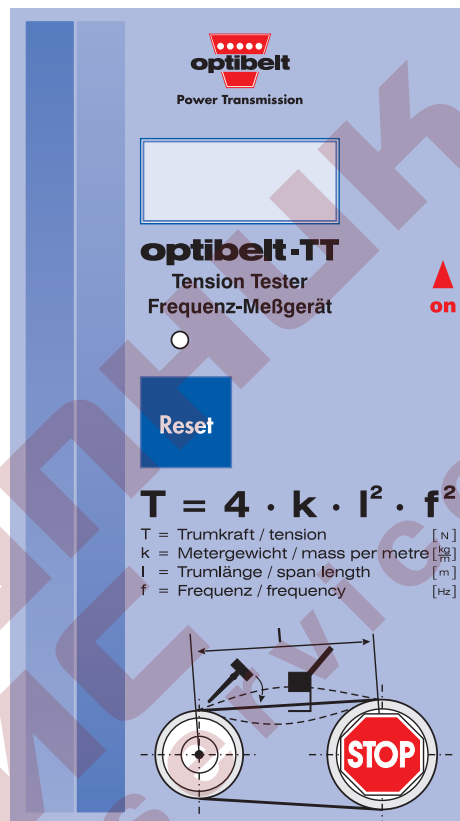 optibelt
Power Transmission
optibelt-TT
Tension Tester
Frequenz-Meßgerät
on
Reset
T = 4 · k · l² · f²
T = Trumkraft / tension [N]
k = Metergewicht / mass per metre [kg/m]
l = Trumlänge / span length [m]
f = Frequenz / frequency [Hz]
l
STOP